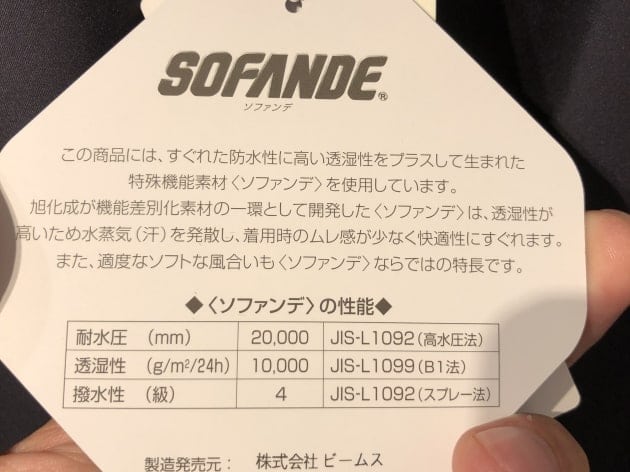 SOFANDE®
ソファンデ
この商品には、すぐれた防水性に高い透湿性をプラスして生まれた
特殊機能素材〈ソファンデ〉を使用しています。
旭化成が機能差別化素材の一環として開発した〈ソファンデ〉は、透湿性が
高いため水蒸気（汗）を発散し、着用時のムレ感が少なく快適性にすぐれます。
また、適度なソフトな風合いも〈ソファンデ〉ならではの特長です。
◆〈ソファンデ〉の性能◆
耐水圧 （mm） 20,000 JIS-L1092（高水圧法）
透湿性 （g/m²/24h） 10,000 JIS-L1099（B1法）
撥水性 （級） 4 JIS-L1092（スプレー法）
製造発売元： 株式会社 ビームス